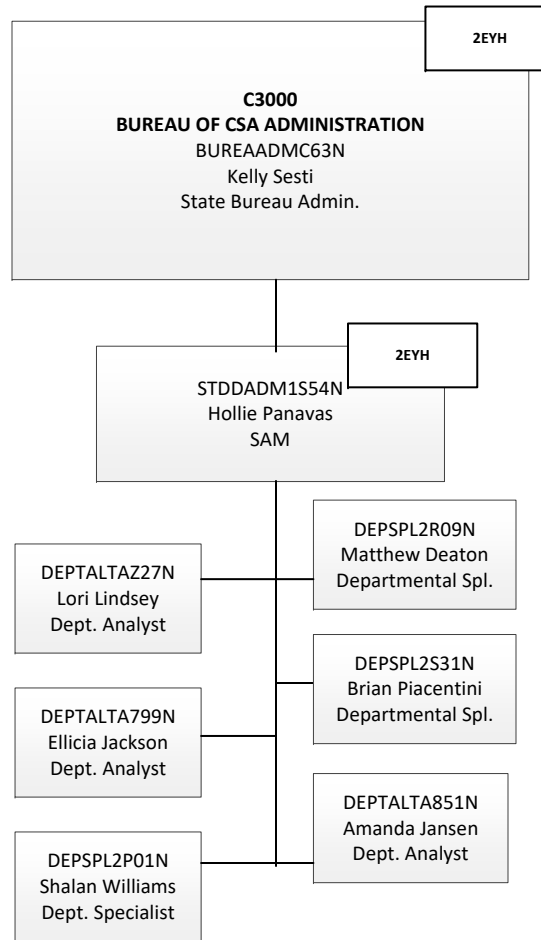 2EYH
C3000
BUREAU OF CSA ADMINISTRATION
BUREAADMC63N
Kelly Sesti
State Bureau Admin.
2EYH
STDDADM1S54N
Hollie Panavas
SAM
DEPSPL2R09N
Matthew Deaton
Departmental Spl.
DEPTALTAZ27N
Lori Lindsey
Dept. Analyst
DEPSPL2S31N
Brian Piacentini
Departmental Spl.
DEPTALTA799N
Ellicia Jackson
Dept. Analyst
DEPTALTA851N
Amanda Jansen
Dept. Analyst
DEPSPL2P01N
Shalan Williams
Dept. Specialist